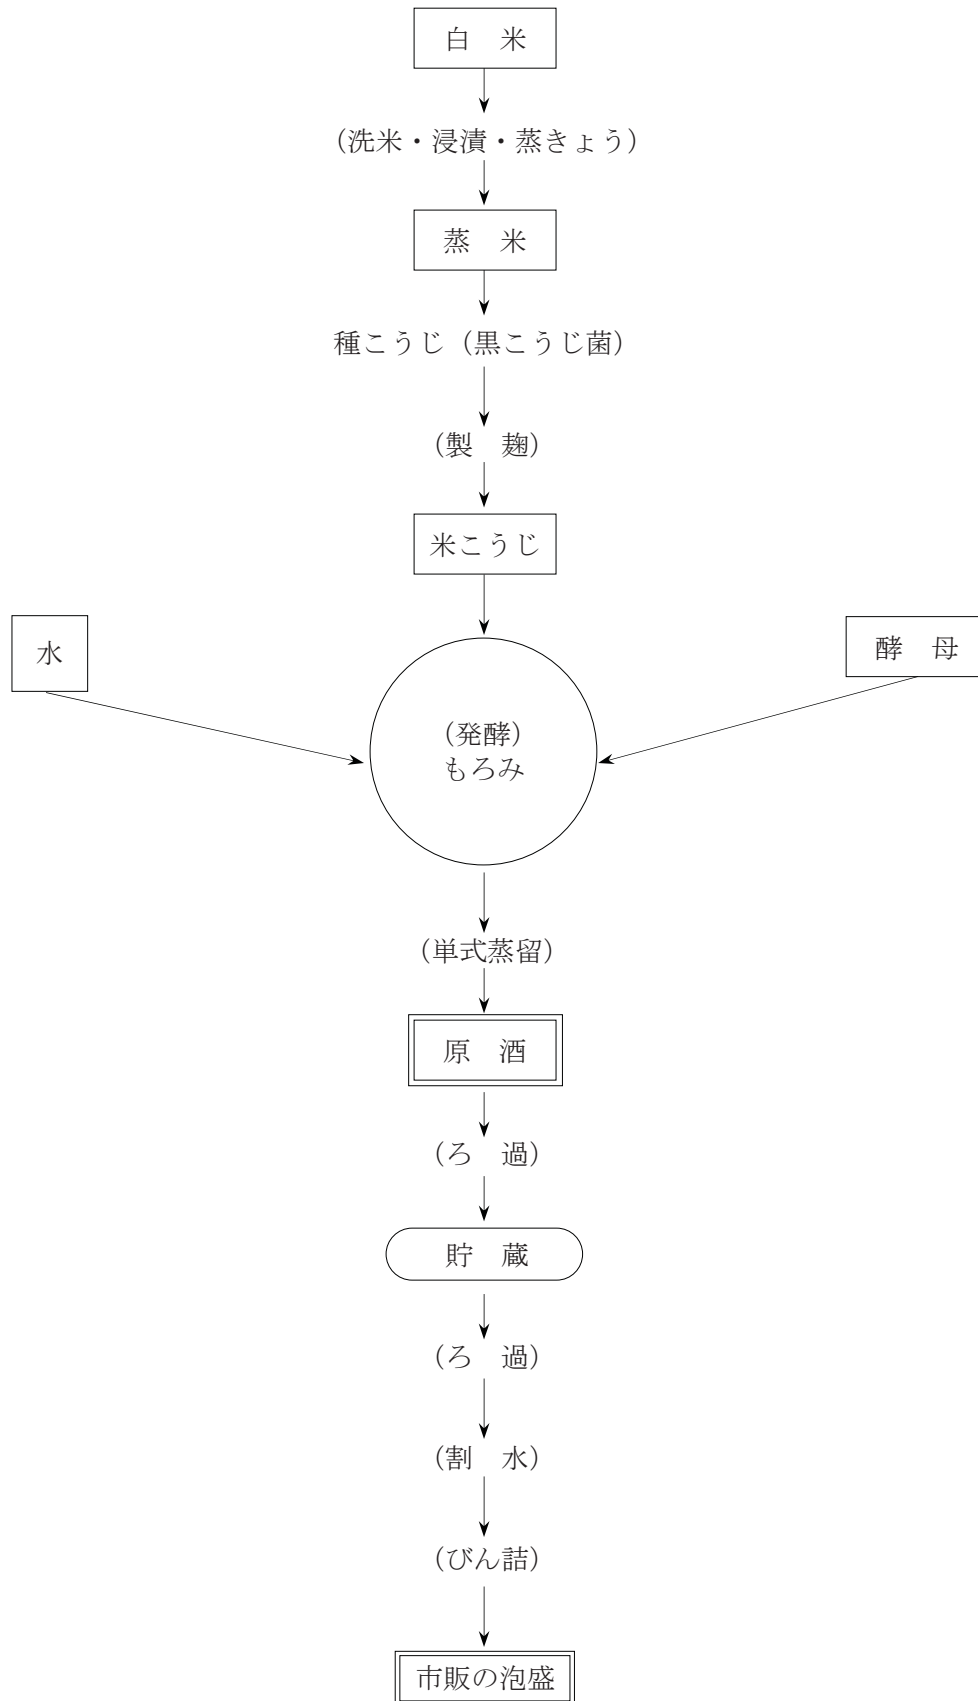 白　米
(洗米・浸漬・蒸きょう)
蒸　米
種こうじ（黒こうじ菌）
(製　麹)
米こうじ
水
酵　母
(発酵)
もろみ
(単式蒸留)
原　酒
(ろ　過)
貯　蔵
(ろ　過)
(割　水)
(びん詰)
市販の泡盛